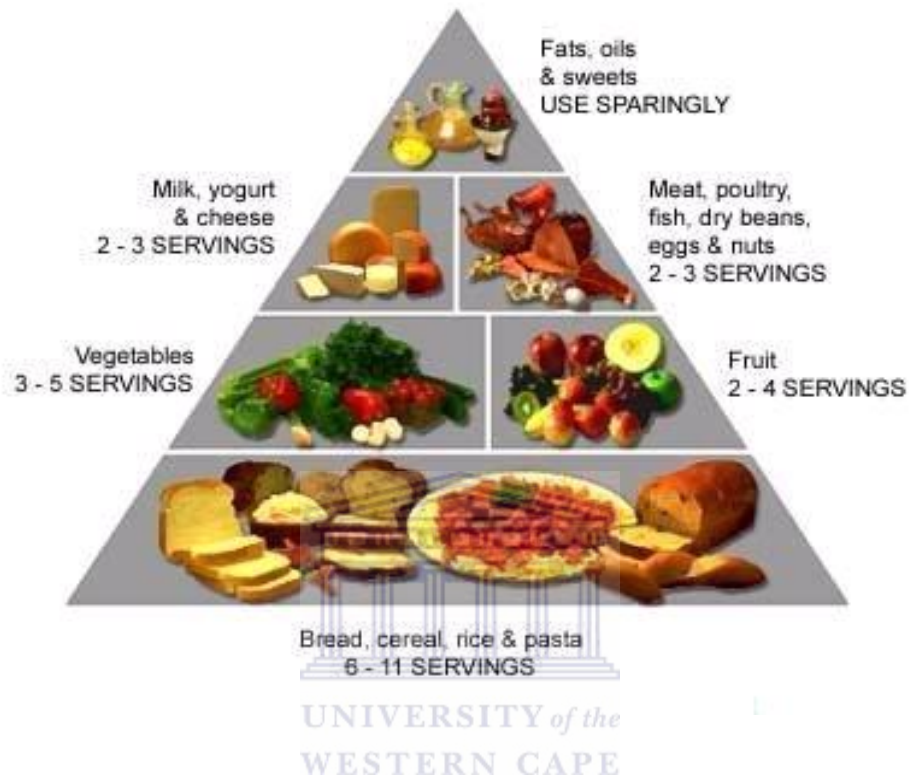 Fats, oils
& sweets
USE SPARINGLY
Milk, yogurt
& cheese
2 - 3 SERVINGS
Meat, poultry,
fish, dry beans,
eggs & nuts
2 - 3 SERVINGS
Vegetables
3 - 5 SERVINGS
Fruit
2 - 4 SERVINGS
Bread, cereal, rice & pasta
6 - 11 SERVINGS
UNIVERSITY of the
WESTERN CAPE